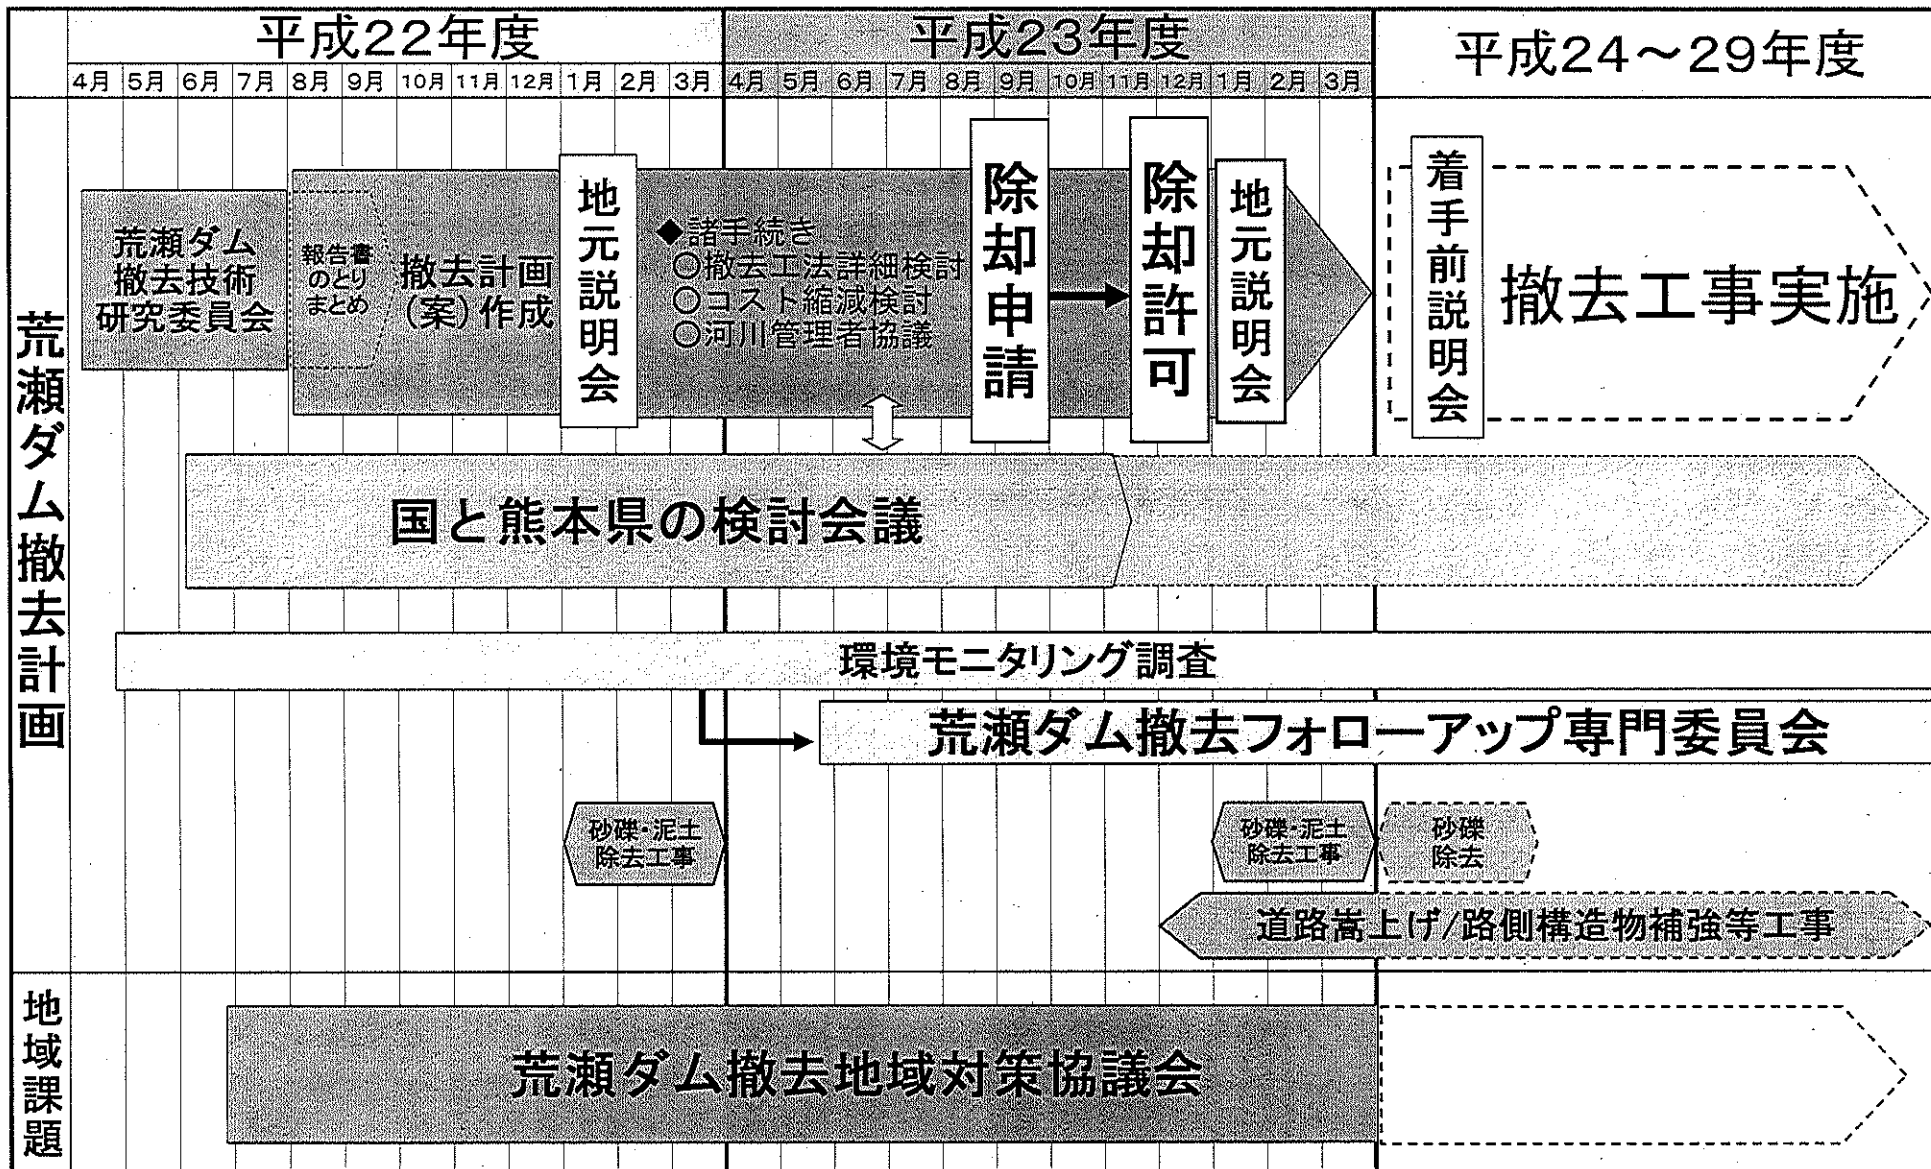 平成22年度
平成23年度
平成24～29年度
4月 5月 6月 7月 8月 9月 10月 11月 12月 1月 2月 3月 4月 5月 6月 7月 8月 9月 10月 11月 12月 1月 2月 3月
荒瀬ダム撤去計画
荒瀬ダム
撤去技術
研究委員会
報告書
のとり
まとめ
撤去計画
(案)作成
地元説明会
◆諸手続き
○撤去工法詳細検討
○コスト縮減検討
○河川管理者協議
除却申請
除却許可
地元説明会
着手前説明会
撤去工事実施
国と熊本県の検討会議
環境モニタリング調査
荒瀬ダム撤去フォローアップ専門委員会
砂礫・泥土
除去工事
砂礫・泥土
除去工事
砂礫
除去
道路嵩上げ/路側構造物補強等工事
地域課題
荒瀬ダム撤去地域対策協議会